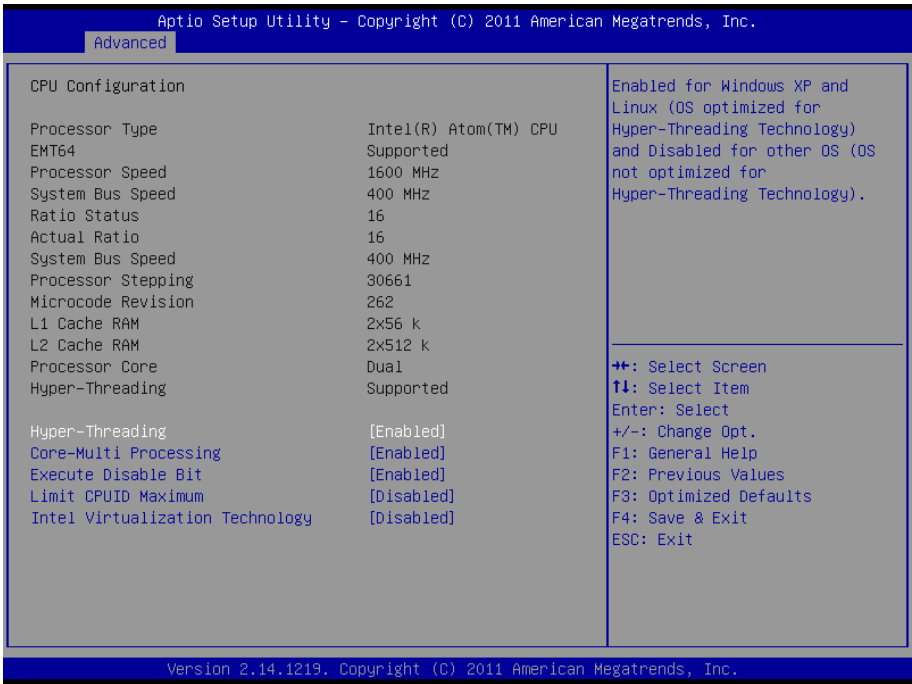 Aptio Setup Utility – Copyright (C) 2011 American Megatrends, Inc.
Advanced
CPU Configuration
Processor Type Intel(R) Atom(TM) CPU
EMT64 Supported
Processor Speed 1600 MHz
System Bus Speed 400 MHz
Ratio Status 16
Actual Ratio 16
System Bus Speed 400 MHz
Processor Stepping 30661
Microcode Revision 262
L1 Cache RAM 2x56 k
L2 Cache RAM 2x512 k
Processor Core Dual
Hyper-Threading Supported
Hyper-Threading [Enabled]
Core-Multi Processing [Enabled]
Execute Disable Bit [Enabled]
Limit CPUID Maximum [Disabled]
Intel Virtualization Technology [Disabled]
Enabled for Windows XP and
Linux (OS optimized for
Hyper-Threading Technology)
and Disabled for other OS (OS
not optimized for
Hyper-Threading Technology).
→←: Select Screen
↑↓: Select Item
Enter: Select
+/-: Change Opt.
F1: General Help
F2: Previous Values
F3: Optimized Defaults
F4: Save & Exit
ESC: Exit
Version 2.14.1219. Copyright (C) 2011 American Megatrends, Inc.